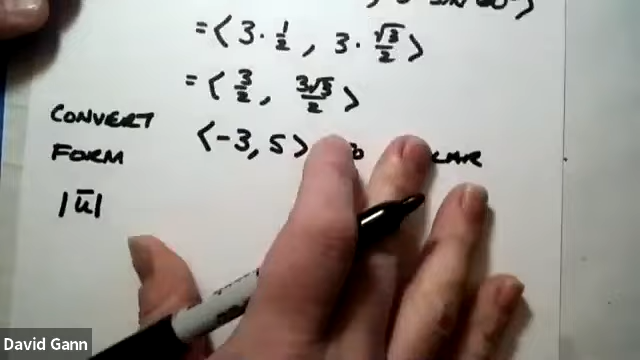 = ⟨ 3 · 1/2 , 3 · √3/2 ⟩
= ⟨ 3/2 , 3√3/2 ⟩
CONVERT ⟨ -3, 5 ⟩
FORM
|u̅|
David Gann